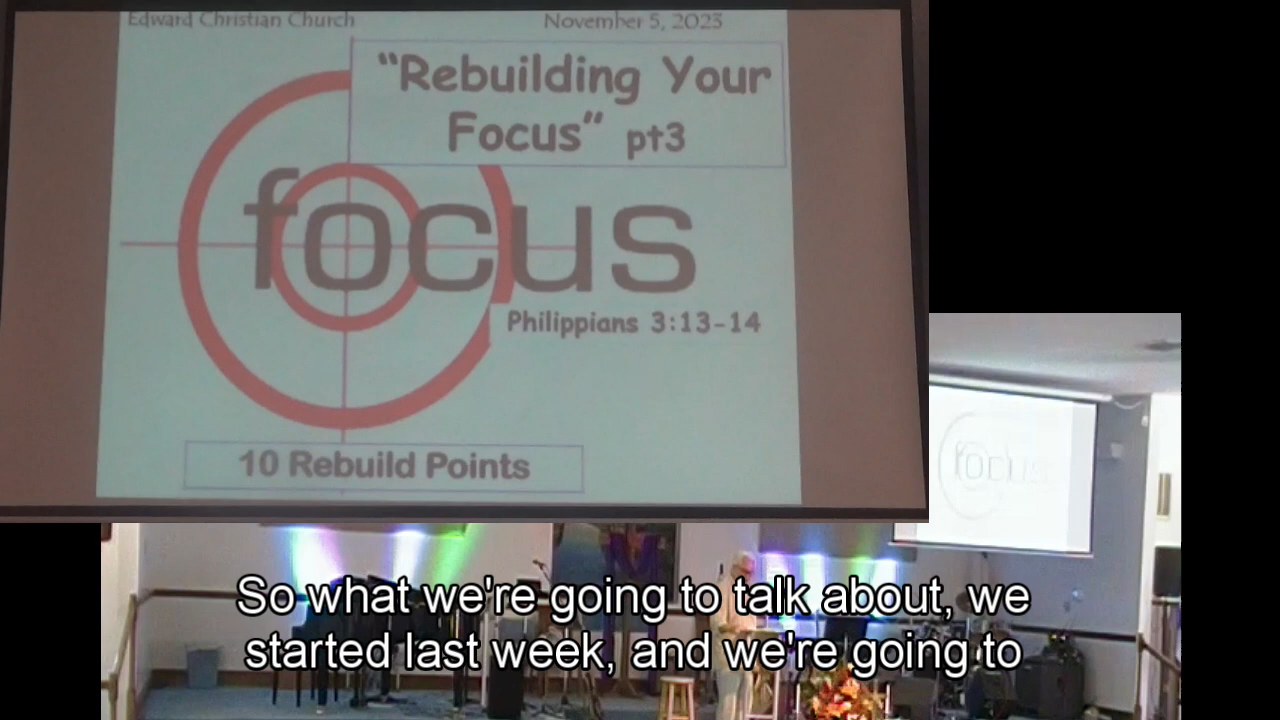 Edward Christian Church
November 5, 2023
"Rebuilding Your
Focus" pt3
focus
Philippians 3:13-14
10 Rebuild Points
focus
So what we're going to talk about, we
started last week, and we're going to